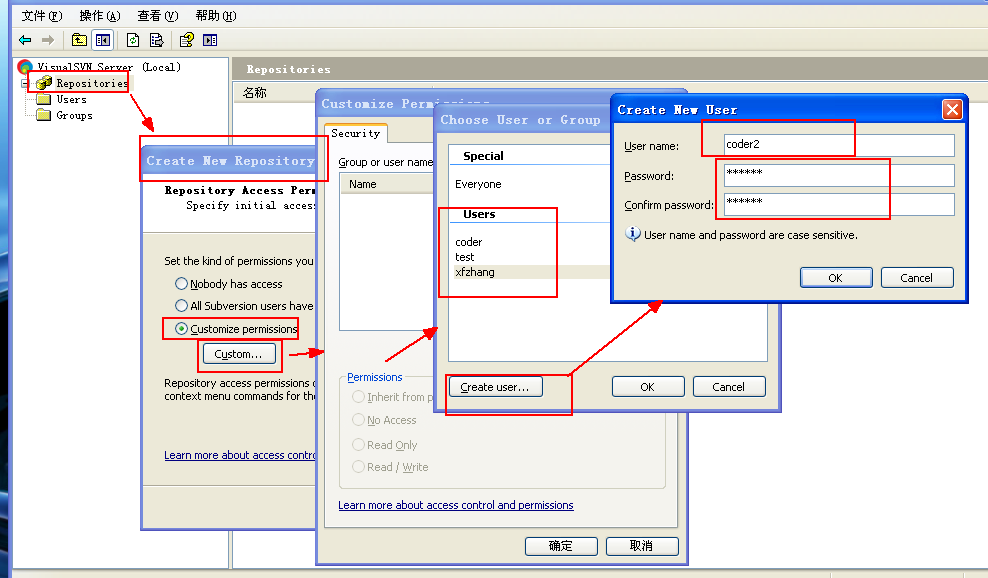 文件(F) 操作(A) 查看(V) 帮助(H)
VisualSVN Server (Local)
Repositories
Users
Groups
Repositories
名称
Create New Repository
Repository Access Perm
Specify initial acces
Set the kind of permissions you
Nobody has access
All Subversion users have
Customize permissions
Custom...
Repository access permissions
context menu commands for the
Learn more about access contro
Customize Permissions
Security
Group or user name
Name
Permissions
Inherit from p
No Access
Read Only
Read / Write
Learn more about access control and permissions
确定 取消
Choose User or Group
Special
Everyone
Users
coder
test
xfzhang
Create user...
OK Cancel
Create New User
User name: coder2
Password: ******
Confirm password: ******
User name and password are case sensitive.
OK Cancel